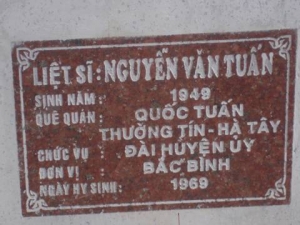 LIỆT SĨ : NGUYỄN VĂN TUẤN
SINH NĂM : 1949
QUÊ QUÁN : QUỐC TUẤN
THƯỜNG TÍN - HÀ TÂY
CHỨC VỤ : ĐÀI HUYỆN ỦY
ĐƠN VỊ : BẮC BÌNH
NGÀY HY SINH : 1969